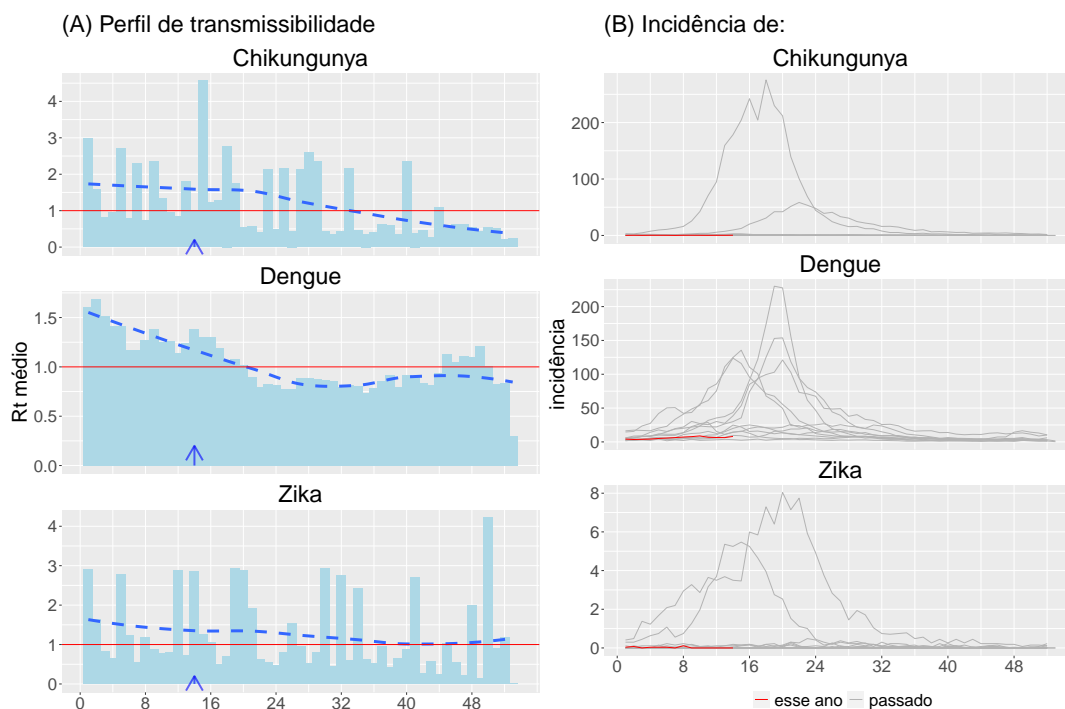 (A) Perfil de transmissibilidade
Chikungunya
4
3
2
1
0
Dengue
1.5
1.0
0.5
0.0
Rt médio
Zika
4
3
2
1
0
0 8 16 24 32 40 48
(B) Incidência de:
Chikungunya
200
100
0
Dengue
200
150
100
50
0
incidência
Zika
8
6
4
2
0
0 8 16 24 32 40 48
esse ano passado